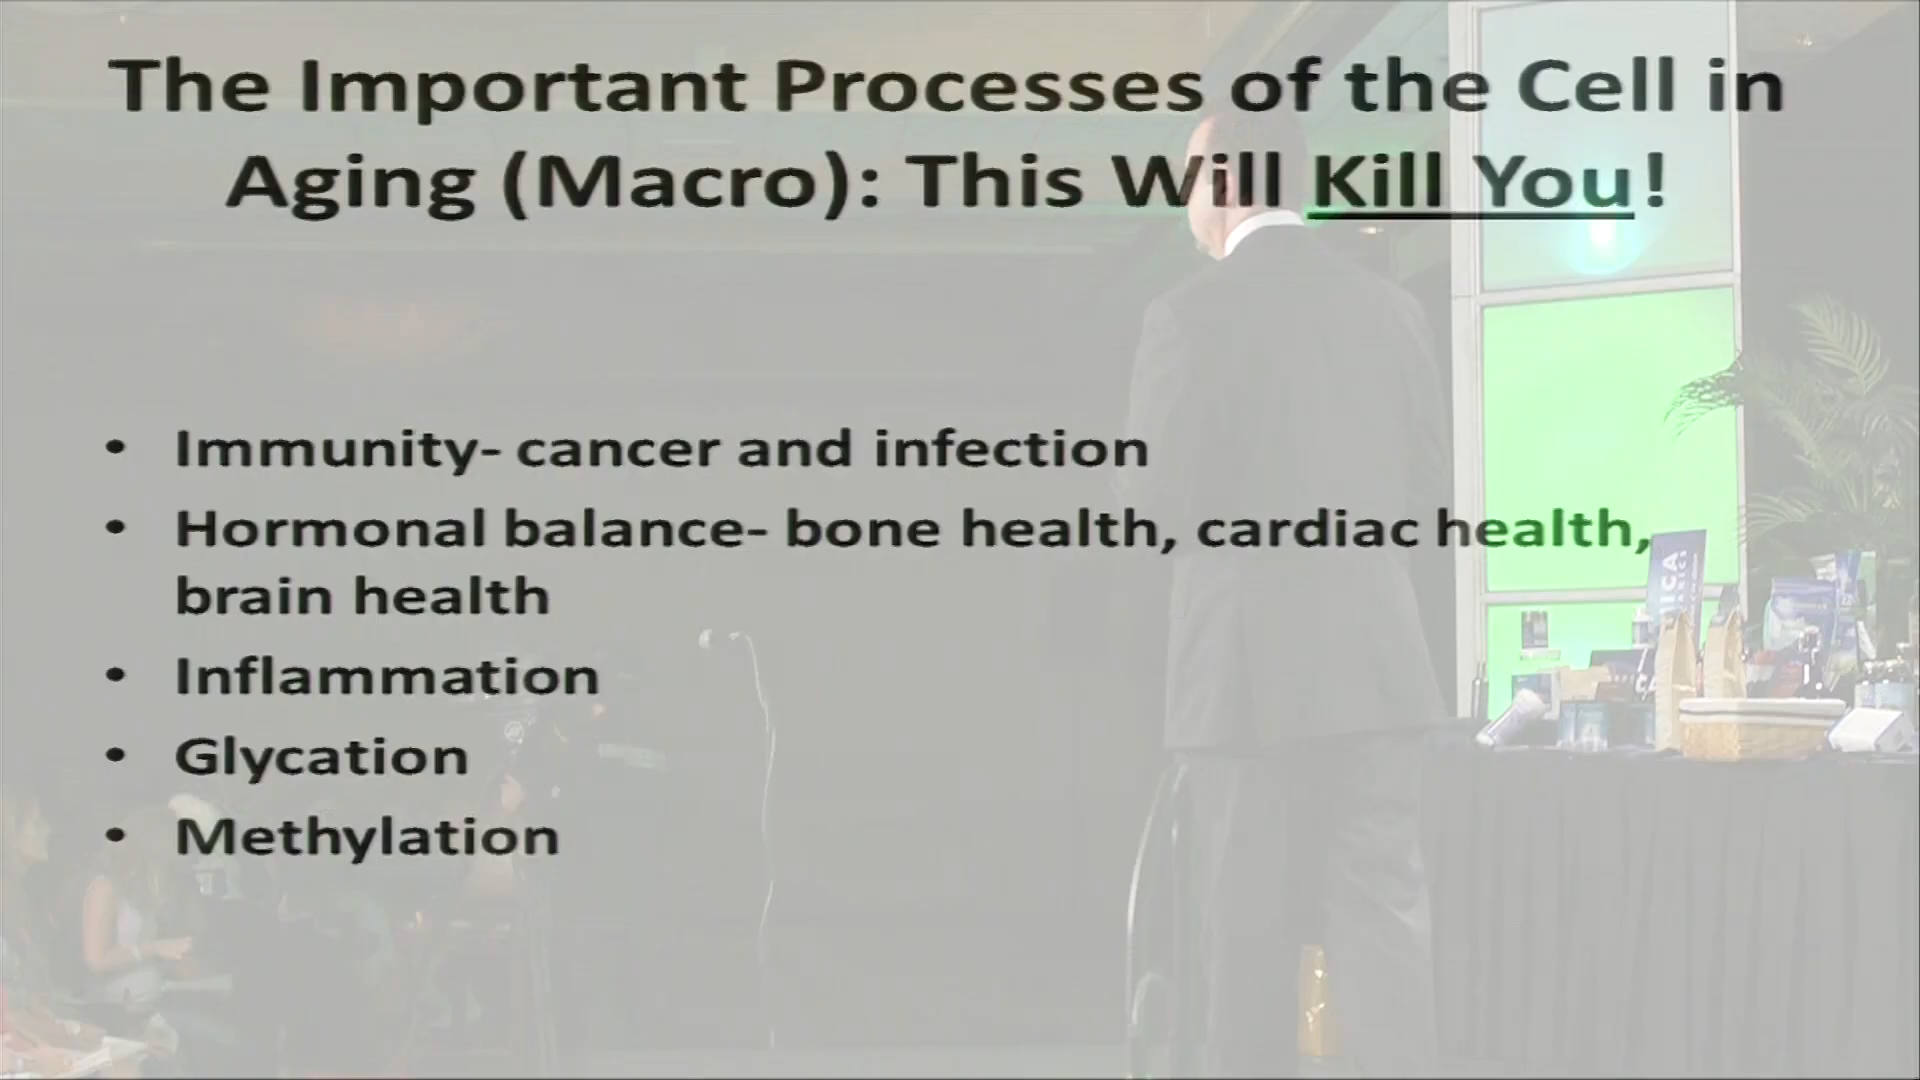 The Important Processes of the Cell in
Aging (Macro): This Will Kill You!
• Immunity- cancer and infection
• Hormonal balance- bone health, cardiac health,
brain health
• Inflammation
• Glycation
• Methylation